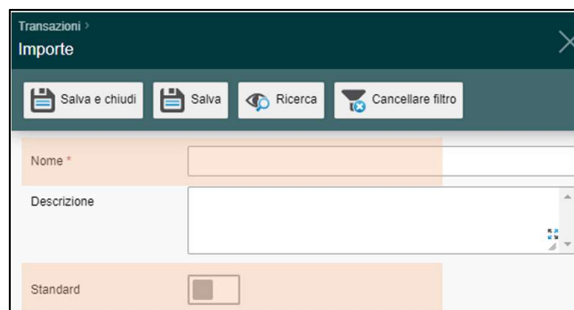 Transazioni >
Importe
Salva e chiudi Salva Ricerca Cancellare filtro
Nome *
Descrizione
Standard